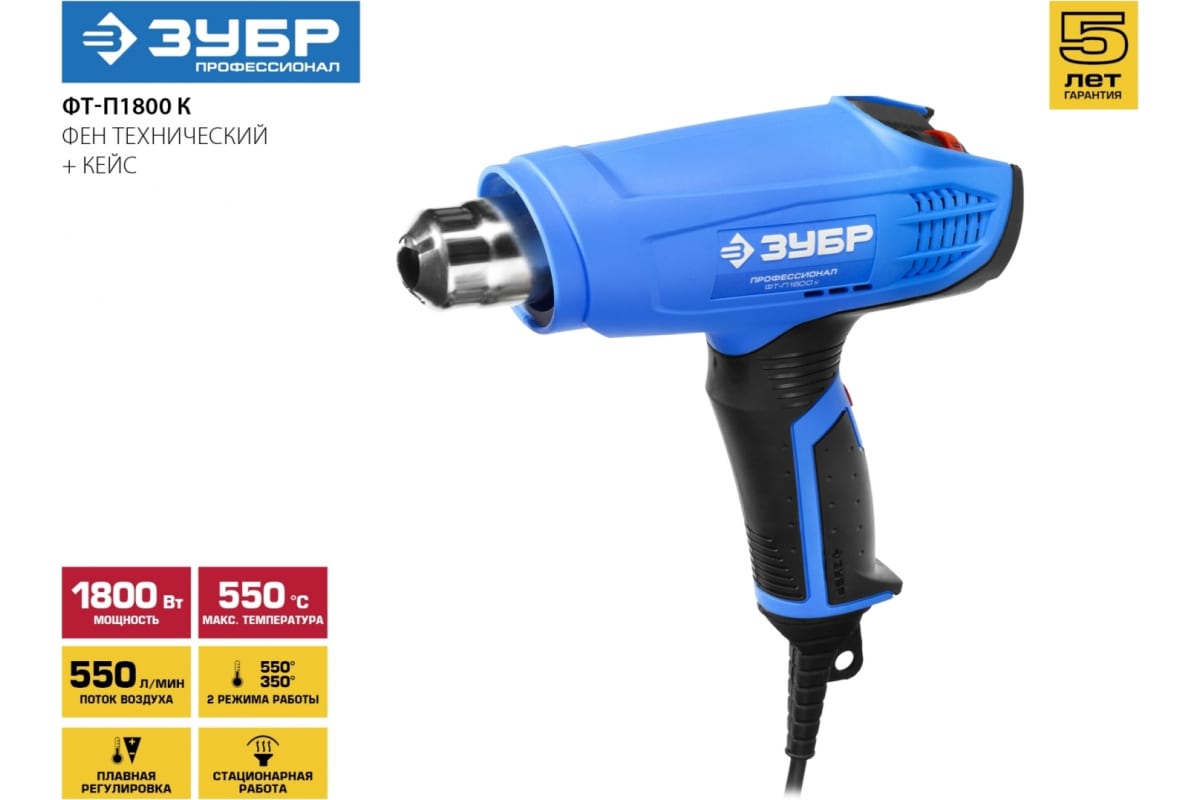 ЗУБР
ПРОФЕССИОНАЛ
5
лет
ГАРАНТИЯ
ФТ-П1800 К
ФЕН ТЕХНИЧЕСКИЙ
+ КЕЙС
ЗУБР
ПРОФЕССИОНАЛ
ФТ-П1800 К
ЗУБР
1800 Вт
МОЩНОСТЬ
550 °С
МАКС. ТЕМПЕРАТУРА
550 Л/МИН
ПОТОК ВОЗДУХА
550°
350°
2 РЕЖИМА РАБОТЫ
ПЛАВНАЯ
РЕГУЛИРОВКА
СТАЦИОНАРНАЯ
РАБОТА